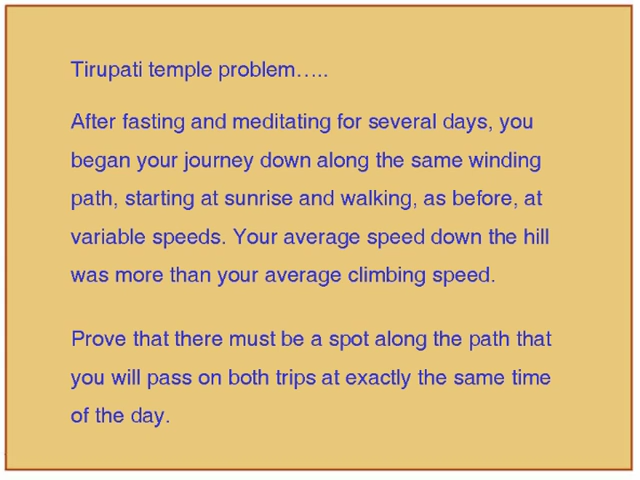 Tirupati temple problem…..
After fasting and meditating for several days, you
began your journey down along the same winding
path, starting at sunrise and walking, as before, at
variable speeds. Your average speed down the hill
was more than your average climbing speed.
Prove that there must be a spot along the path that
you will pass on both trips at exactly the same time
of the day.